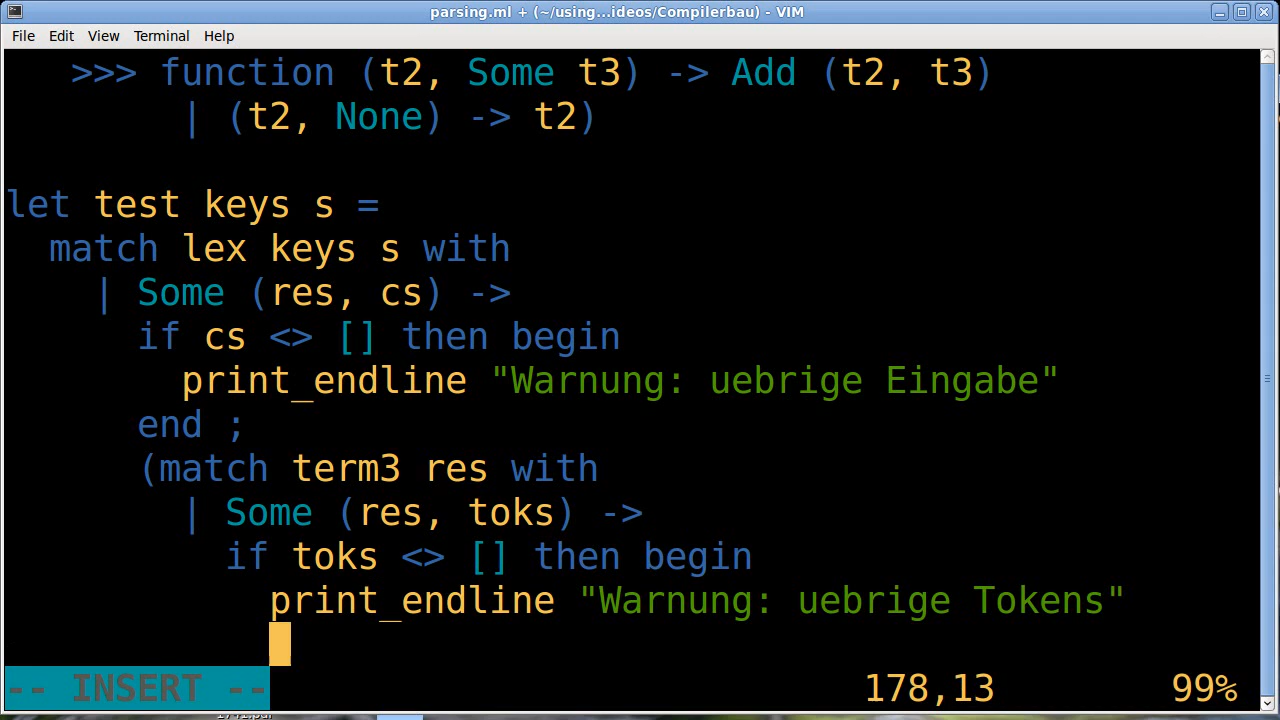 parsing.ml + (~/using...ideos/Compilerbau) - VIM
File Edit View Terminal Help
>>> function (t2, Some t3) -> Add (t2, t3)
| (t2, None) -> t2)
let test keys s =
match lex keys s with
| Some (res, cs) ->
if cs <> [] then begin
print_endline "Warnung: uebrige Eingabe"
end ;
(match term3 res with
| Some (res, toks) ->
if toks <> [] then begin
print_endline "Warnung: uebrige Tokens"
-- INSERT -- 178,13 99%